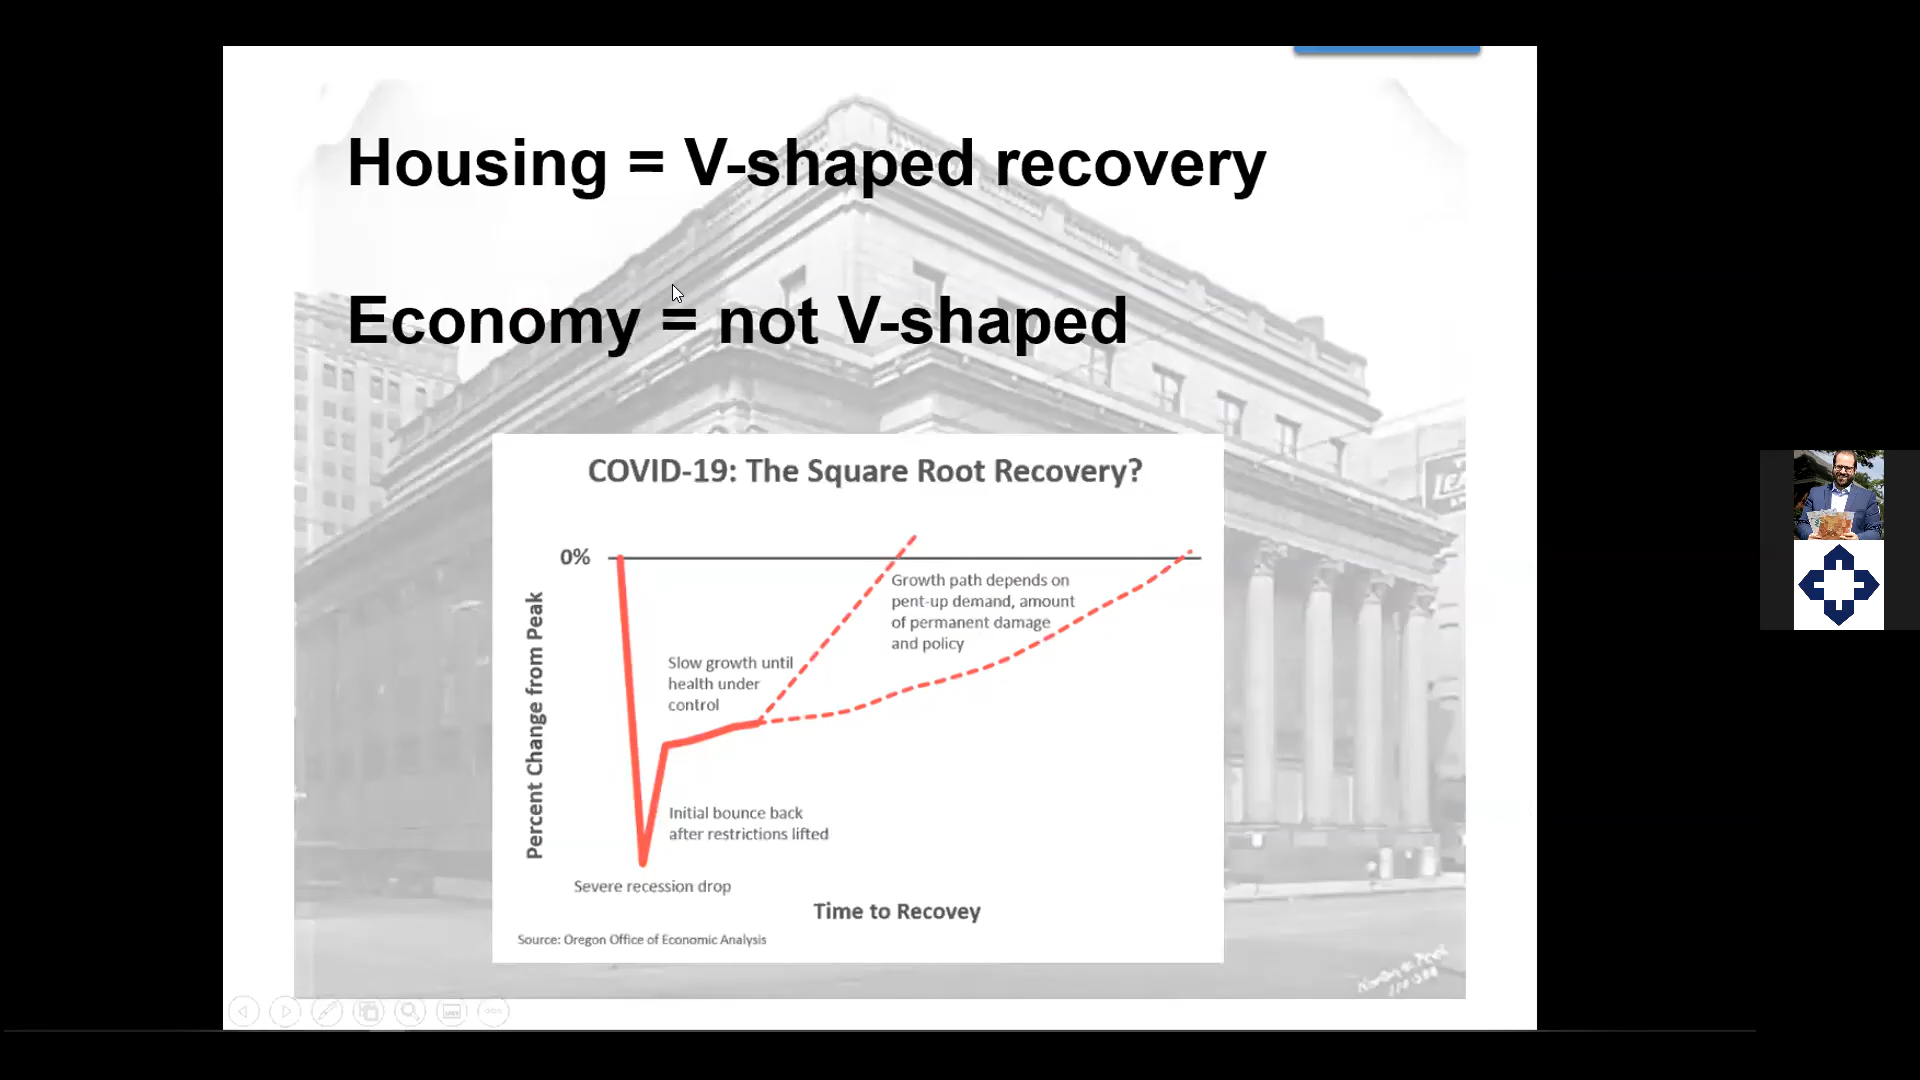 Housing = V-shaped recovery
Economy = not V-shaped
COVID-19: The Square Root Recovery?
0%
Percent Change from Peak
Growth path depends on
pent-up demand, amount
of permanent damage
and policy
Slow growth until
health under
control
Initial bounce back
after restrictions lifted
Severe recession drop
Time to Recovey
Source: Oregon Office of Economic Analysis